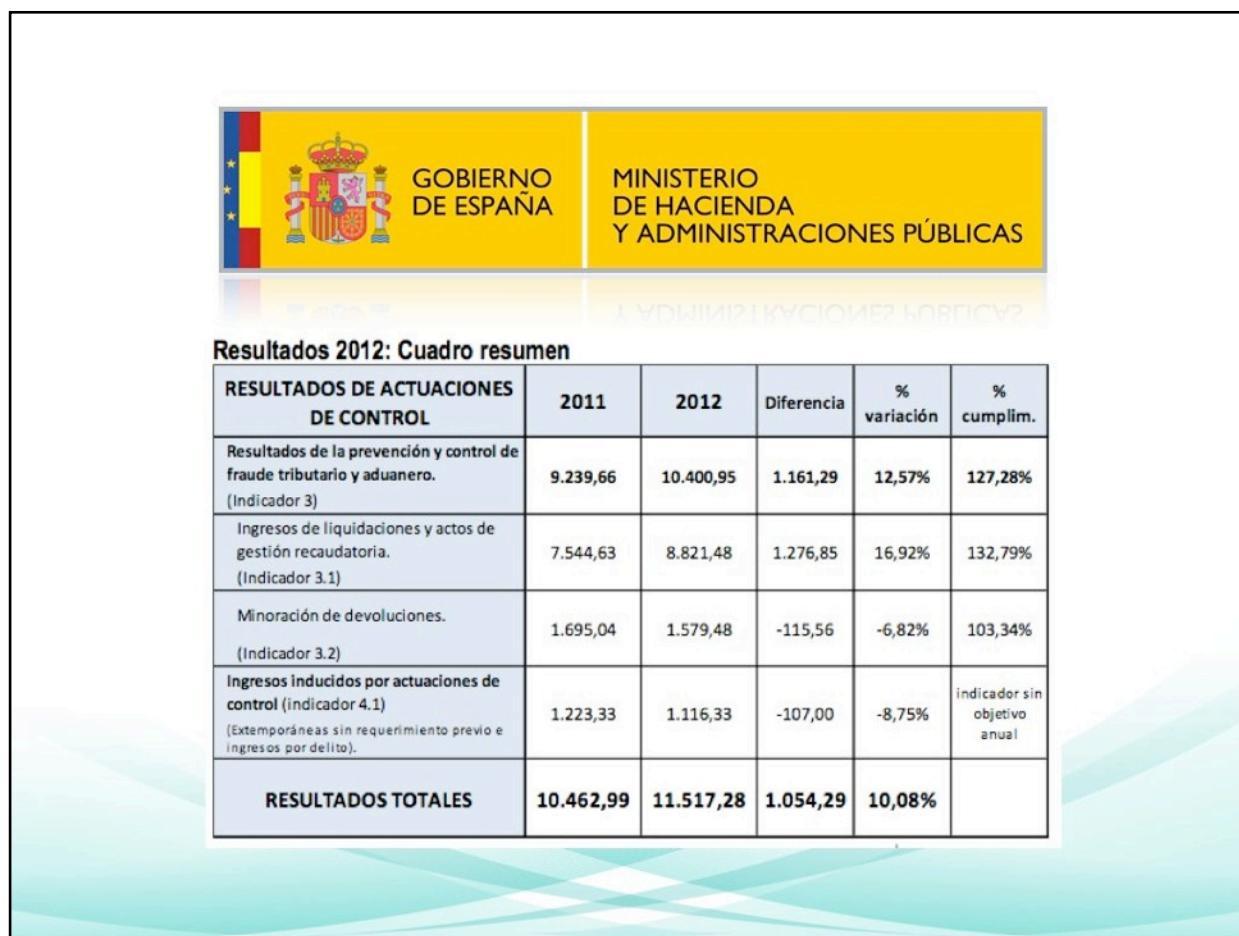 GOBIERNO
DE ESPAÑA
MINISTERIO
DE HACIENDA
Y ADMINISTRACIONES PÚBLICAS
Resultados 2012: Cuadro resumen
RESULTADOS DE ACTUACIONES
DE CONTROL
2011
2012
Diferencia
%
variación
%
cumplim.
Resultados de la prevención y control de
fraude tributario y aduanero.
(Indicador 3)
9.239,66
10.400,95
1.161,29
12,57%
127,28%
Ingresos de liquidaciones y actos de
gestión recaudatoria.
(Indicador 3.1)
7.544,63
8.821,48
1.276,85
16,92%
132,79%
Minoración de devoluciones.
(Indicador 3.2)
1.695,04
1.579,48
-115,56
-6,82%
103,34%
Ingresos inducidos por actuaciones de
control (indicador 4.1)
(Extemporáneas sin requerimiento previo e
ingresos por delito).
1.223,33
1.116,33
-107,00
-8,75%
indicador sin
objetivo
anual
RESULTADOS TOTALES
10.462,99
11.517,28
1.054,29
10,08%